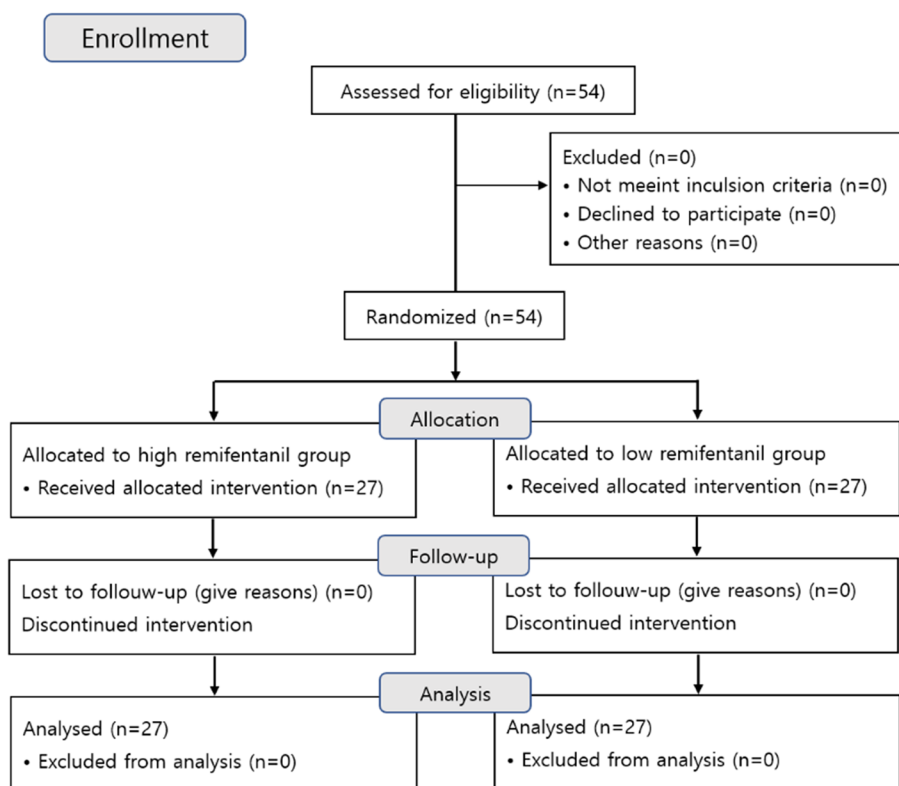 Enrollment
Assessed for eligibility (n=54)
Excluded (n=0)
• Not meeint inculsion criteria (n=0)
• Declined to participate (n=0)
• Other reasons (n=0)
Randomized (n=54)
Allocation
Allocated to high remifentanil group
• Received allocated intervention (n=27)
Allocated to low remifentanil group
• Received allocated intervention (n=27)
Follow-up
Lost to follouw-up (give reasons) (n=0)
Discontinued intervention
Lost to follouw-up (give reasons) (n=0)
Discontinued intervention
Analysis
Analysed (n=27)
• Excluded from analysis (n=0)
Analysed (n=27)
• Excluded from analysis (n=0)